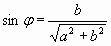 sin φ = b / √(a² + b²)